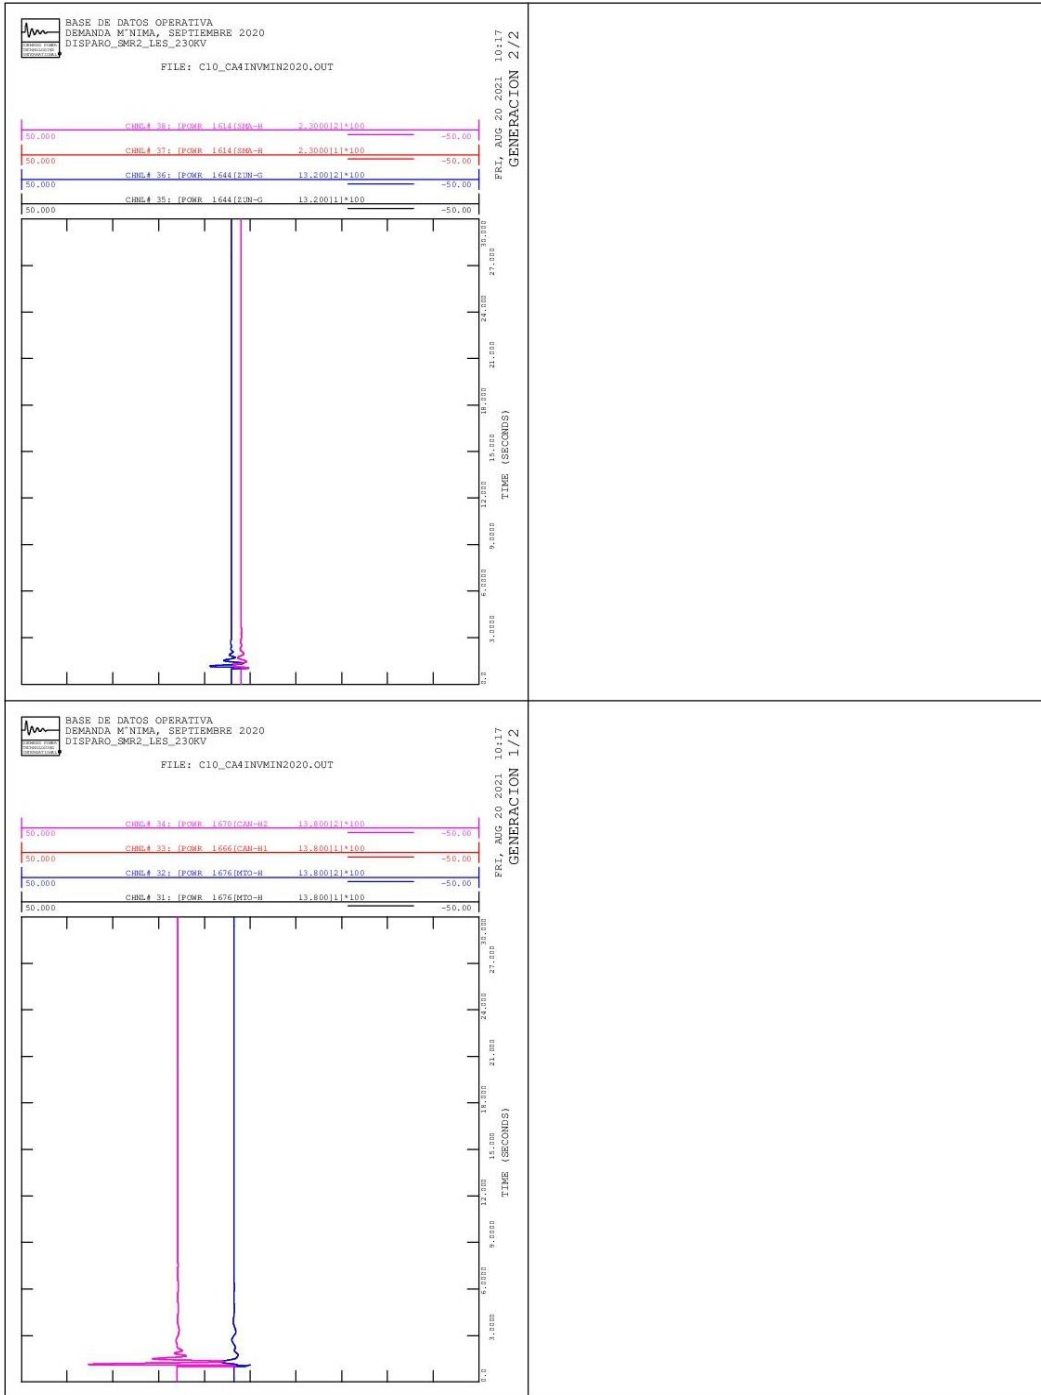 BASE DE DATOS OPERATIVA
DEMANDA M¨NIMA, SEPTIEMBRE 2020
DISPARO_SMR2_LES_230KV
FILE: C10_CA4INVMIN2020.OUT
CHNL# 38: [POWR 1614[SMA-H 2.3000]2]*100
50.000 -50.00
CHNL# 37: [POWR 1614[SMA-H 2.3000]1]*100
50.000 -50.00
CHNL# 36: [POWR 1644[ZUN-G 13.200]2]*100
50.000 -50.00
CHNL# 35: [POWR 1644[ZUN-G 13.200]1]*100
50.000 -50.00
FRI, AUG 20 2021 10:17
GENERACION 2/2
30.000
27.000
24.000
21.000
18.000
15.000
12.000
9.0000
6.0000
3.0000
0.0
TIME (SECONDS)
BASE DE DATOS OPERATIVA
DEMANDA M¨NIMA, SEPTIEMBRE 2020
DISPARO_SMR2_LES_230KV
FILE: C10_CA4INVMIN2020.OUT
CHNL# 34: [POWR 1670[CAN-H2 13.800]2]*100
50.000 -50.00
CHNL# 33: [POWR 1666[CAN-H1 13.800]1]*100
50.000 -50.00
CHNL# 32: [POWR 1676[MTO-H 13.800]2]*100
50.000 -50.00
CHNL# 31: [POWR 1676[MTO-H 13.800]1]*100
50.000 -50.00
FRI, AUG 20 2021 10:17
GENERACION 1/2
30.000
27.000
24.000
21.000
18.000
15.000
12.000
9.0000
6.0000
3.0000
0.0
TIME (SECONDS)